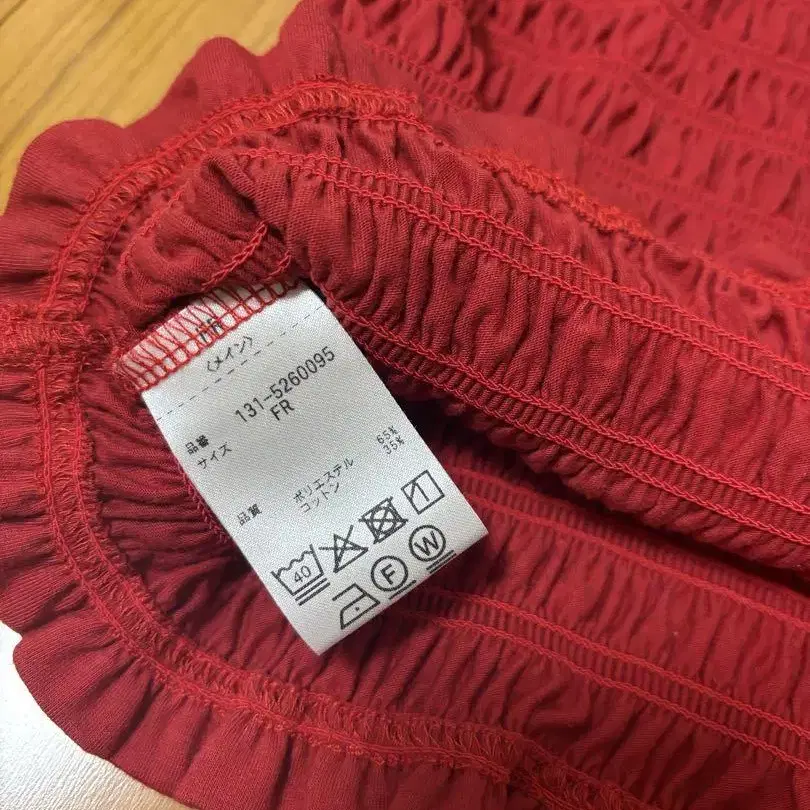 〈メイン〉
品番 131-5260095
サイズ FR
品質 ポリエステル 65%
コットン 35%
40
F W